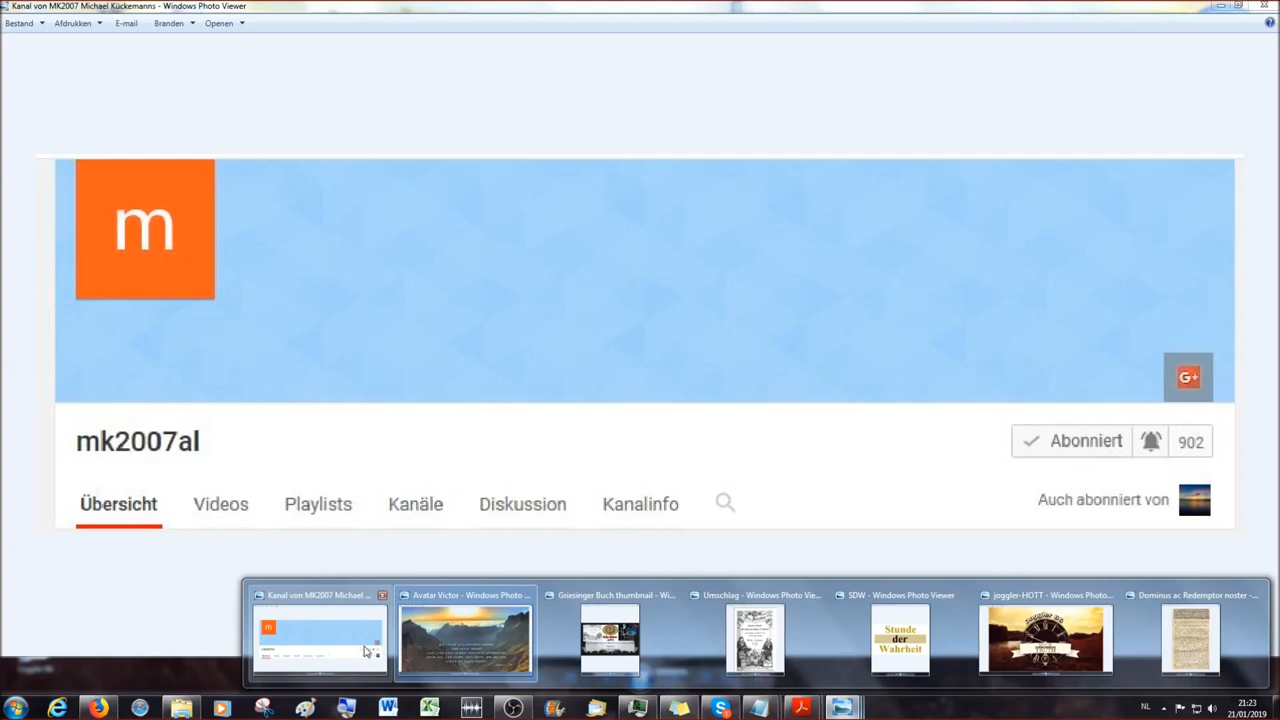 Kanal von MK2007 Michael Kückemanns - Windows Photo Viewer
Bestand Afdrukken E-mail Branden Openen
m
G+
mk2007al
Abonniert 902
Übersicht Videos Playlists Kanäle Diskussion Kanalinfo
Auch abonniert von
Kanal von MK2007 Michael ... Avatar Victor - Windows Photo ... Griesinger Buch thumbnail - Wi... Umschlag - Windows Photo Vie... SDW - Windows Photo Viewer joggler-HOTT - Windows Photo... Dominus ac Redemptor noster -...
m
Stunde
der
Wahrheit
NL
21:23
21/01/2019